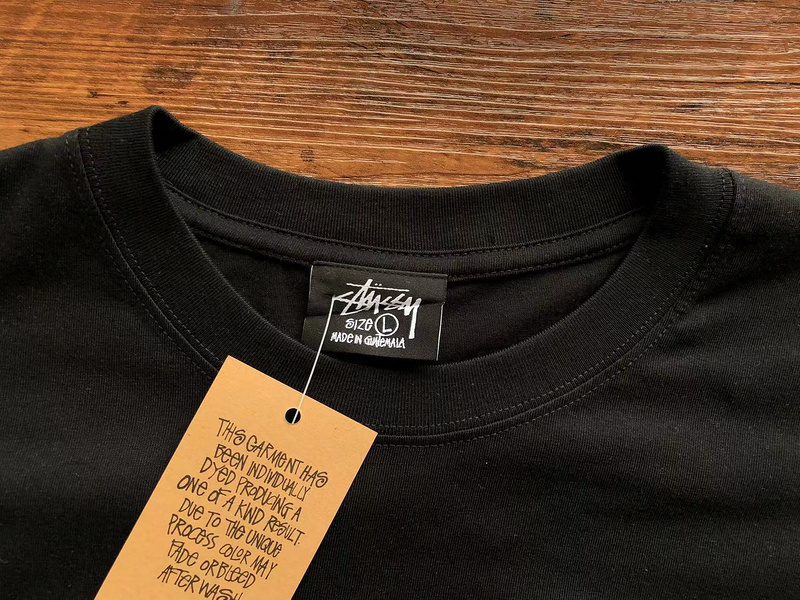 STÜSSY
SIZE L
MADE IN GUATEMALA
THIS GARMENT HAS
BEEN INDIVIDUALLY
DYED PRODUCING A
ONE OF A KIND RESULT.
DUE TO THE UNIQUE
PROCESS COLOR MAY
FADE OR BLEED
AFTER WASH